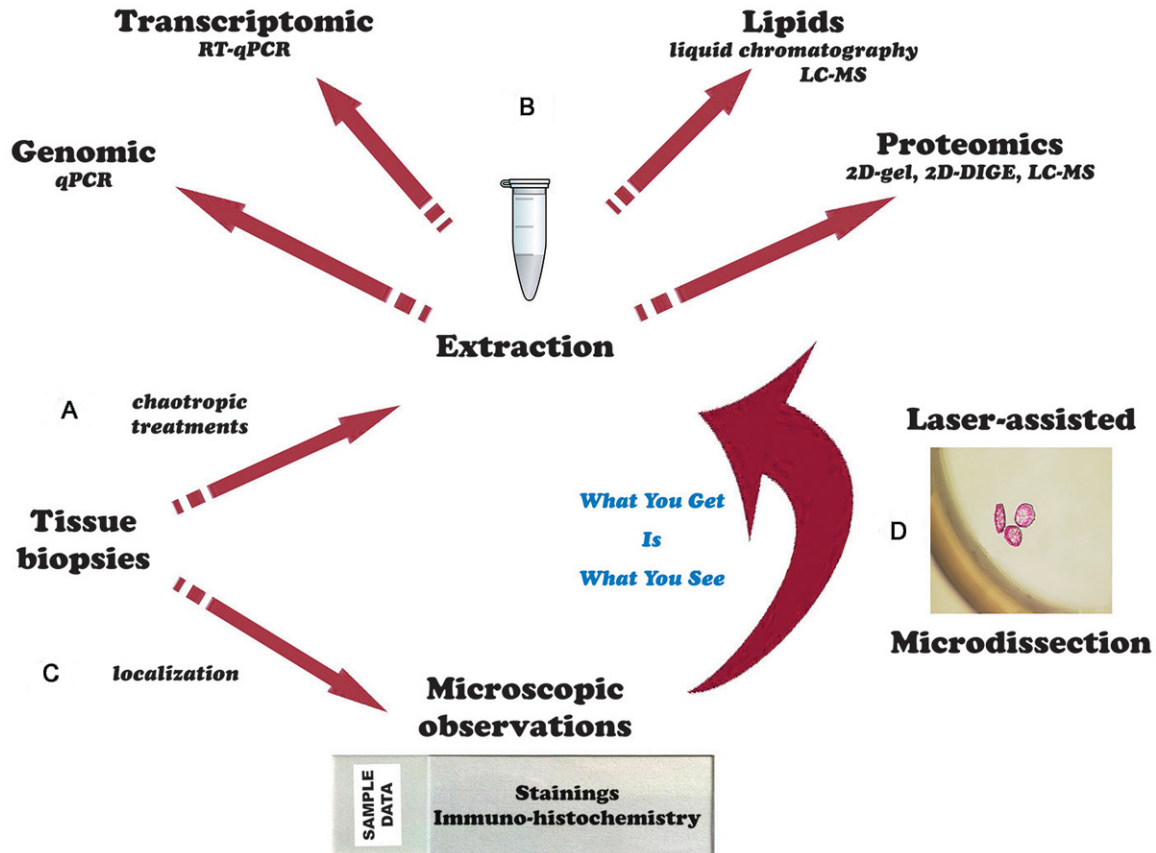 Transcriptomic
RT-qPCR
Lipids
liquid chromatography
LC-MS
B
Genomic
qPCR
Proteomics
2D-gel, 2D-DIGE, LC-MS
Extraction
A
chaotropic
treatments
Tissue
biopsies
What You Get
Is
What You See
Laser-assisted
D
Microdissection
C
localization
Microscopic
observations
SAMPLE
DATA
Stainings
Immuno-histochemistry